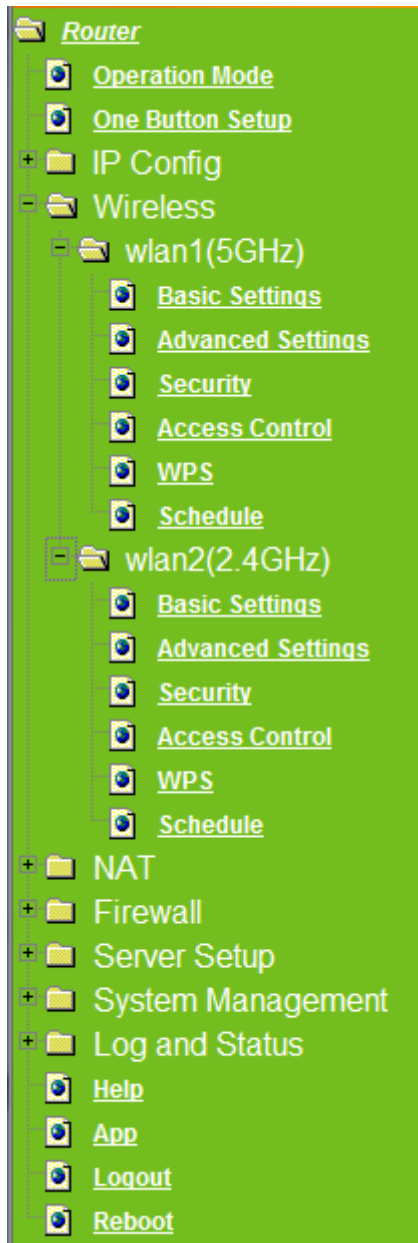 Router
Operation Mode
One Button Setup
IP Config
Wireless
wlan1(5GHz)
Basic Settings
Advanced Settings
Security
Access Control
WPS
Schedule
wlan2(2.4GHz)
Basic Settings
Advanced Settings
Security
Access Control
WPS
Schedule
NAT
Firewall
Server Setup
System Management
Log and Status
Help
App
Logout
Reboot